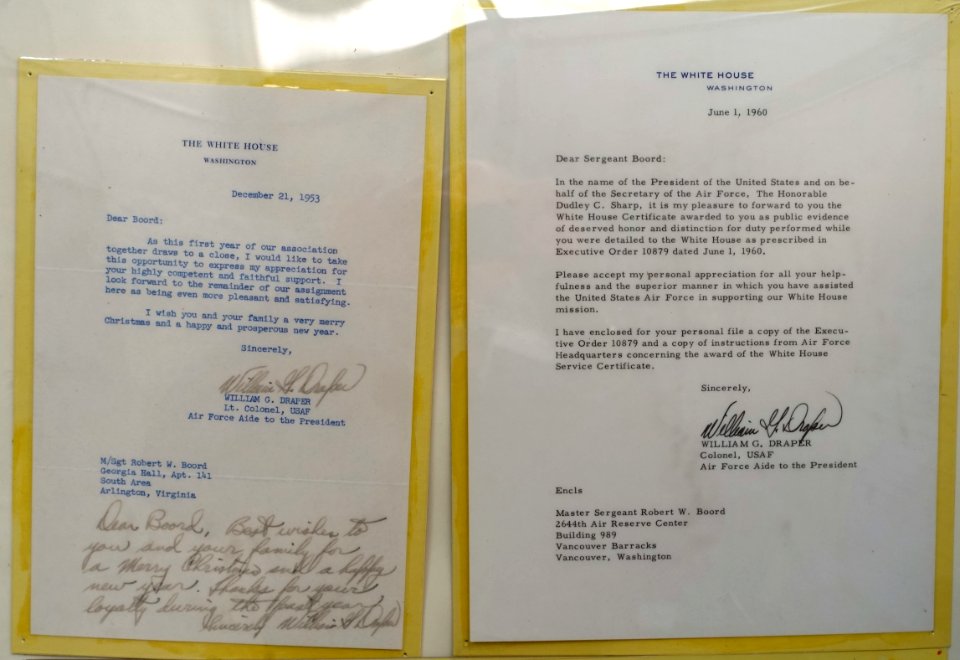 THE WHITE HOUSE
WASHINGTON
December 21, 1953
Dear Boord:
As this first year of our association
together draws to a close, I would like to take
this opportunity to express my appreciation for
your highly competent and faithful support. I
look forward to the remainder of our assignment
here as being even more pleasant and satisfying.
I wish you and your family a very merry
Christmas and a happy and prosperous new year.
Sincerely,
William G. Draper
WILLIAM G. DRAPER
Lt. Colonel, USAF
Air Force Aide to the President
M/Sgt Robert W. Boord
Georgia Hall, Apt. 141
South Area
Arlington, Virginia
Dear Boord, Best wishes to
you and your family for
a Merry Christmas and a happy
new year. Thanks for your
loyalty during the past year,
Sincerely William G Draper
THE WHITE HOUSE
WASHINGTON
June 1, 1960
Dear Sergeant Boord:
In the name of the President of the United States and on be-
half of the Secretary of the Air Force, The Honorable
Dudley C. Sharp, it is my pleasure to forward to you the
White House Certificate awarded to you as public evidence
of deserved honor and distinction for duty performed while
you were detailed to the White House as prescribed in
Executive Order 10879 dated June 1, 1960.
Please accept my personal appreciation for all your help-
fulness and the superior manner in which you have assisted
the United States Air Force in supporting our White House
mission.
I have enclosed for your personal file a copy of the Execu-
tive Order 10879 and a copy of instructions from Air Force
Headquarters concerning the award of the White House
Service Certificate.
Sincerely,
William G. Draper
WILLIAM G. DRAPER
Colonel, USAF
Air Force Aide to the President
Encls
Master Sergeant Robert W. Boord
2644th Air Reserve Center
Building 989
Vancouver Barracks
Vancouver, Washington